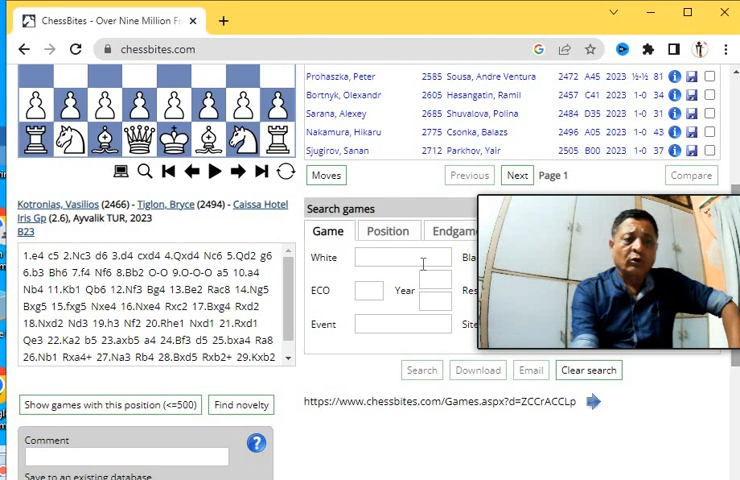 ChessBites - Over Nine Million F
chessbites.com
Prohaszka, Peter 2585 Sousa, Andre Ventura 2472 A45 2023 ½-½ 81
Bortnyk, Olexandr 2605 Hasangatin, Ramil 2457 C41 2023 1-0 34
Sarana, Alexey 2684 Shuvalova, Polina 2484 D35 2023 1-0 31
Nakamura, Hikaru 2775 Csonka, Balazs 2496 A05 2023 1-0 43
Sjugirov, Sanan 2712 Parkhov, Yair 2505 B00 2023 0-1 37
Moves Previous Next Page 1 Compare
Kotronias, Vasilios (2466) - Tiglon, Bryce (2494) - Caissa Hotel
Iris Gp (2.6), Ayvalik TUR, 2023
B23
Search games
Game Position Endgam
White Bla
ECO Year Res
Event Site
1.e4 c5 2.Nc3 d6 3.d4 cxd4 4.Qxd4 Nc6 5.Qd2 g6
6.b3 Bh6 7.f4 Nf6 8.Bb2 O-O 9.O-O-O a5 10.a4
Nb4 11.Kb1 Qb6 12.Nf3 Bg4 13.Be2 Rac8 14.Ng5
Bxg5 15.fxg5 Nxe4 16.Nxe4 Rxc2 17.Bxg4 Rxd2
18.Nxd2 Nd3 19.h3 Nf2 20.Rhe1 Nxd1 21.Rxd1
Qe3 22.Ka2 b5 23.axb5 a4 24.Bf3 d5 25.bxa4 Ra8
26.Nb1 Rxa4+ 27.Na3 Rb4 28.Bxd5 Rxb2+ 29.Kxb2
Search Download Email Clear search
https://www.chessbites.com/Games.aspx?d=ZCCrACCLp
Show games with this position (<=500) Find novelty
Comment
Save to an existing database